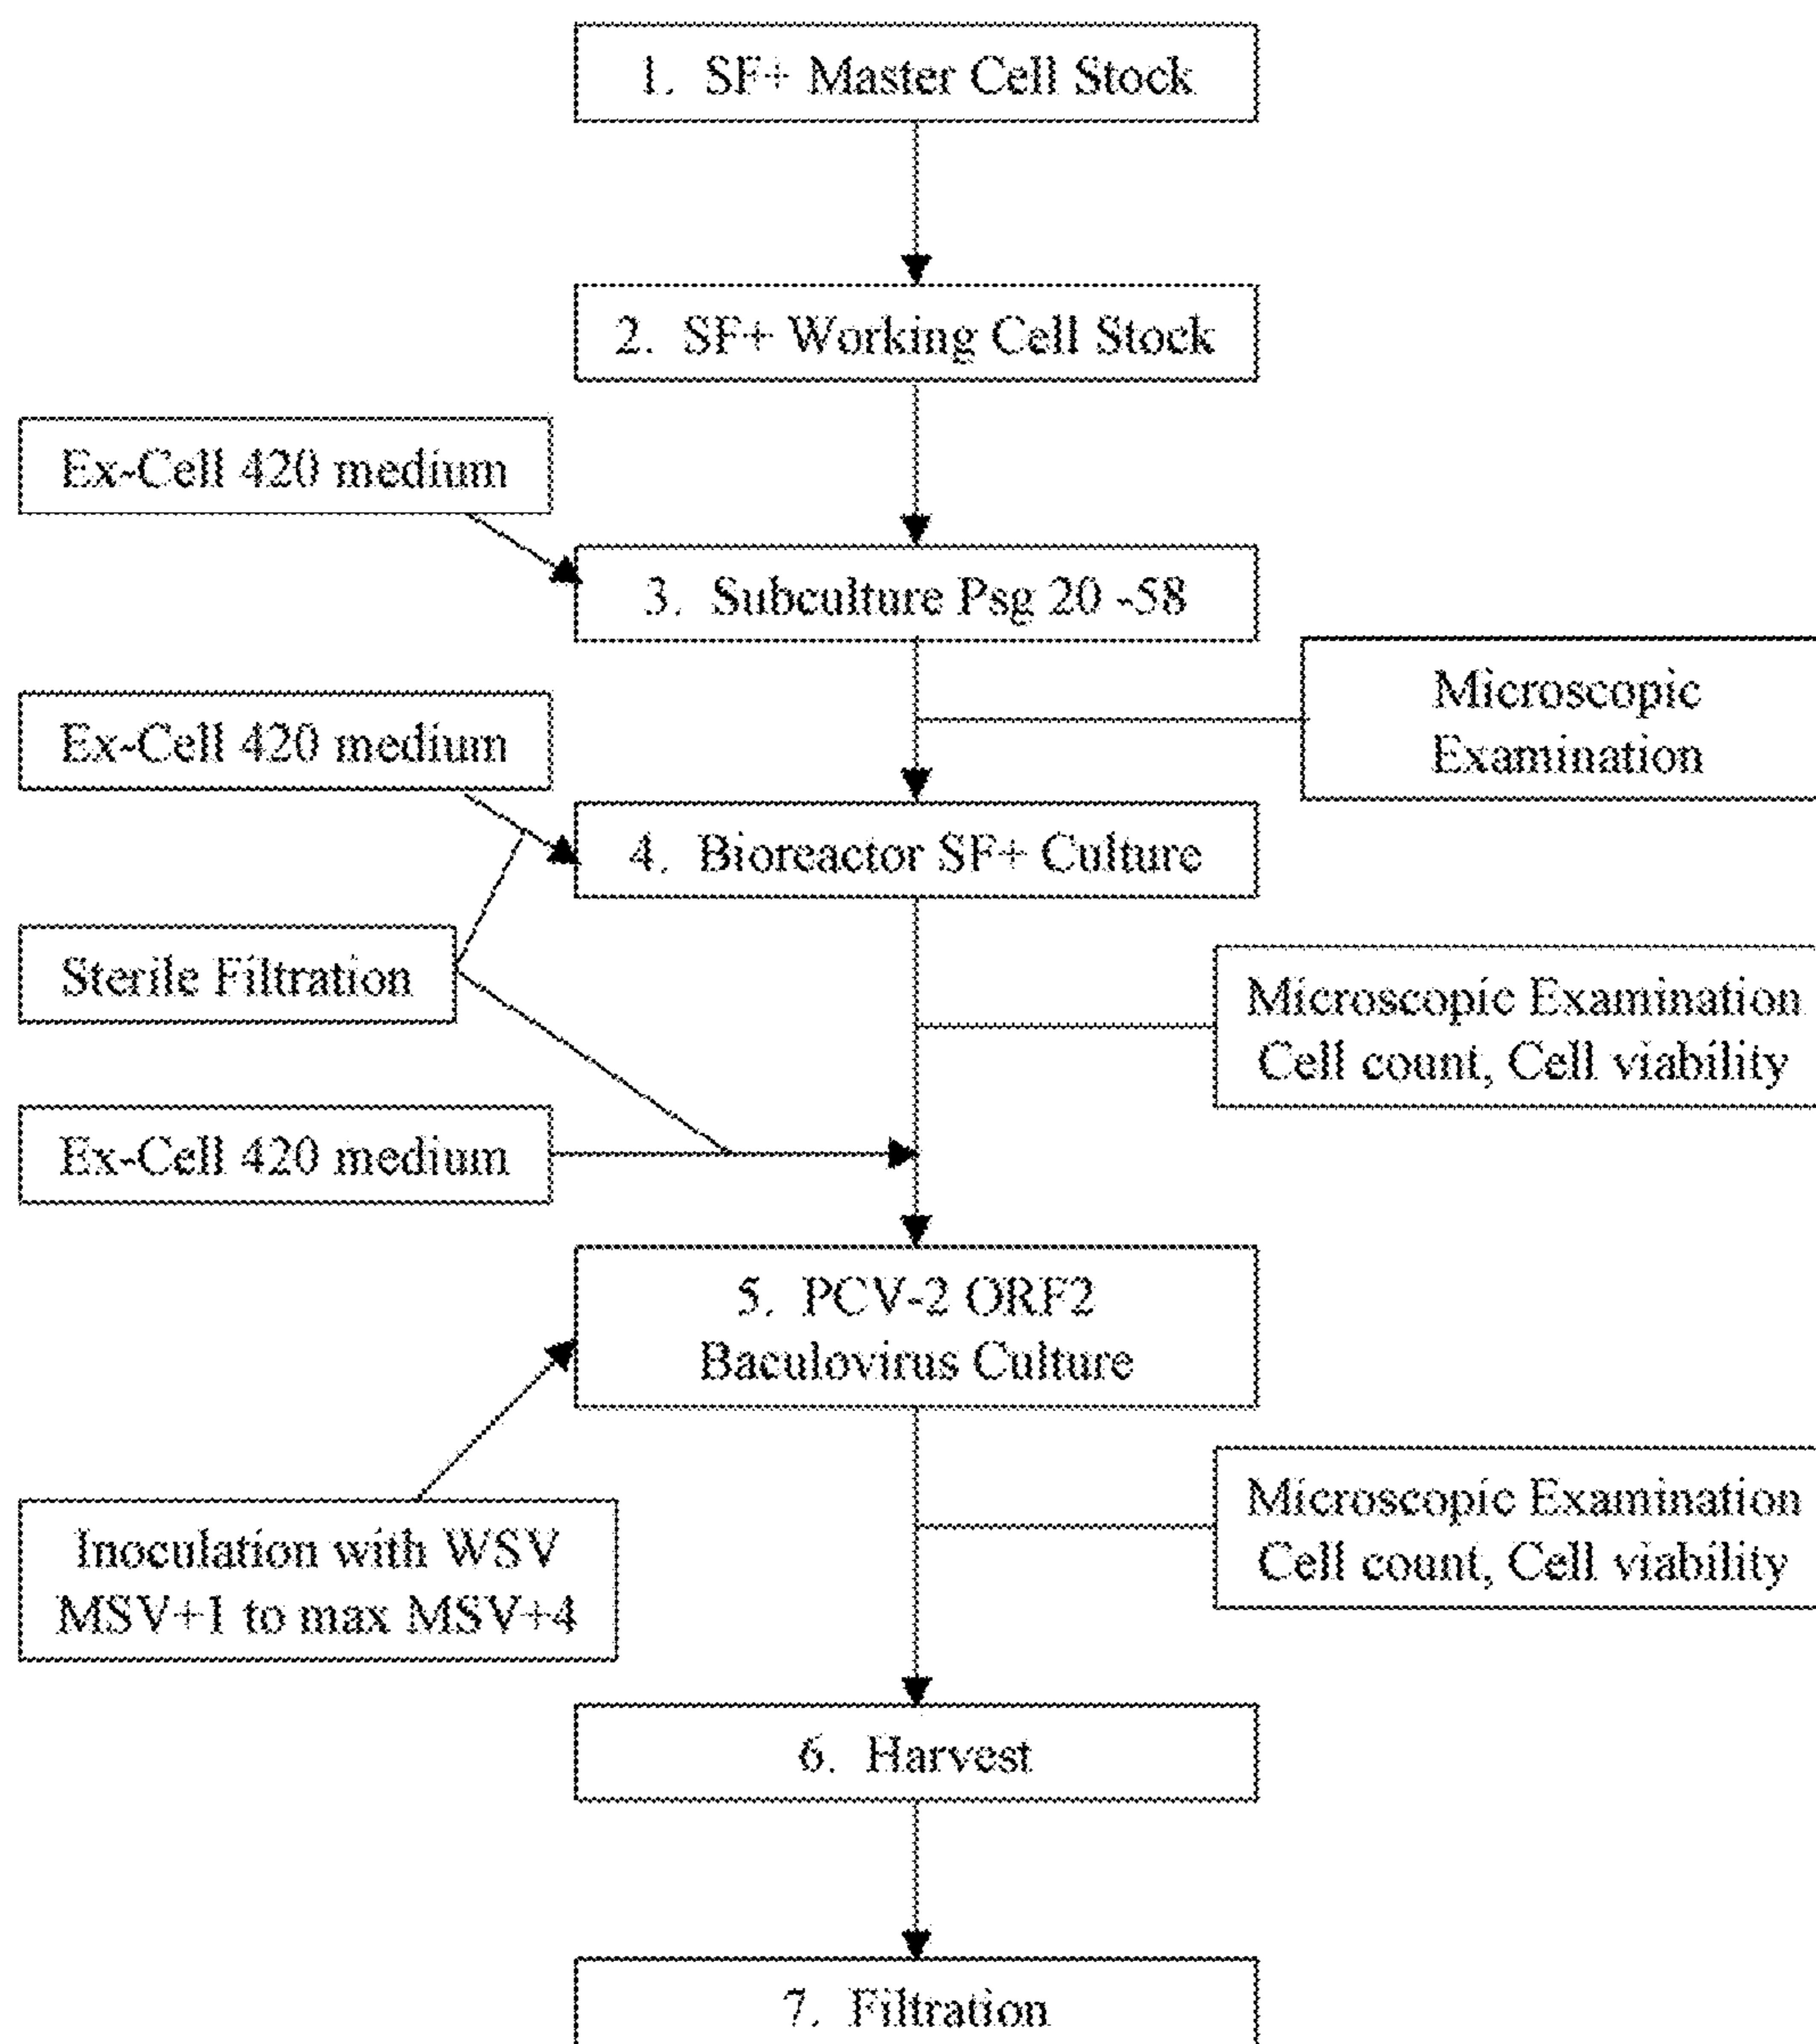 1. SF+ Master Cell Stock
2. SF+ Working Cell Stock
Ex-Cell 420 medium
3. Subculture Psg 20 -58
Microscopic
Examination
Ex-Cell 420 medium
4. Bioreactor SF+ Culture
Sterile Filtration
Microscopic Examination
Cell count, Cell viability
Ex-Cell 420 medium
5. PCV-2 ORF2
Baculovirus Culture
Inoculation with WSV
MSV+1 to max MSV+4
Microscopic Examination
Cell count, Cell viability
6. Harvest
7. Filtration